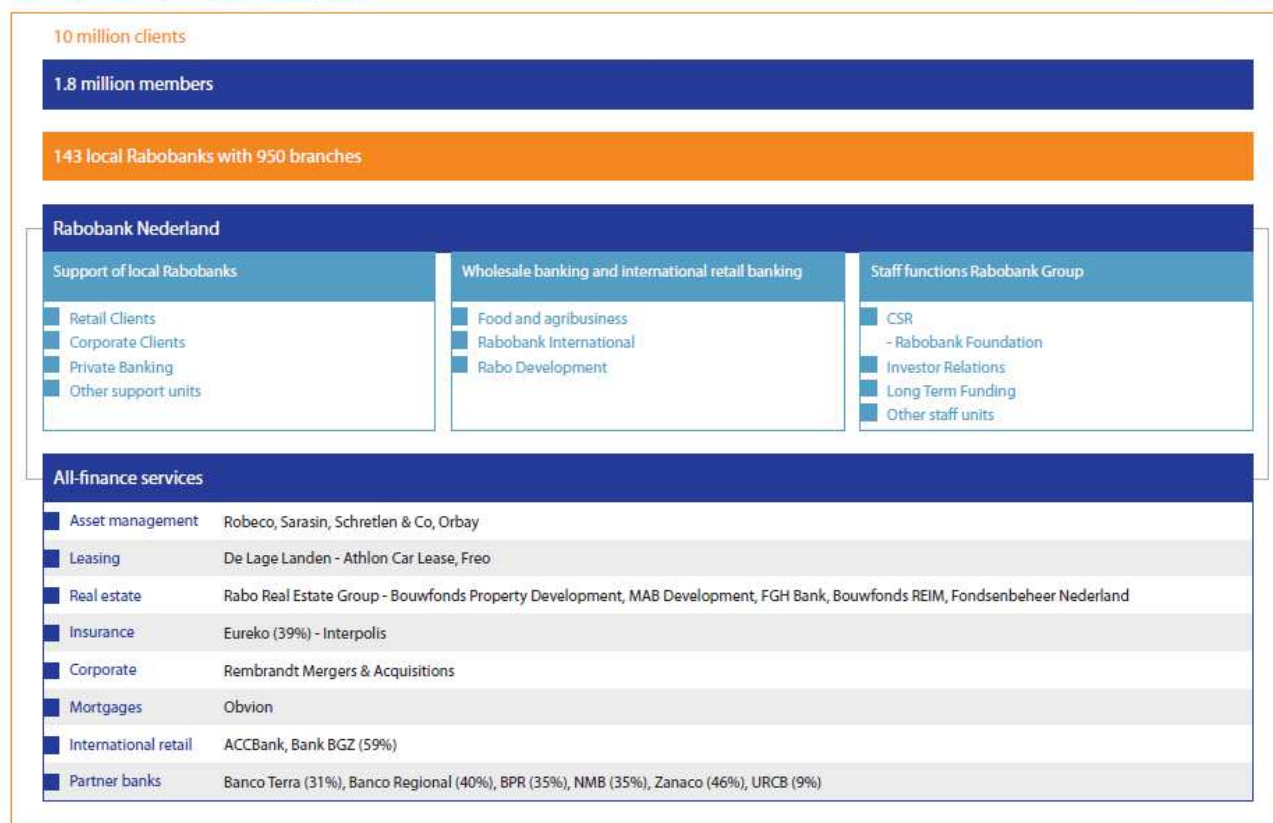 10 million clients
1.8 million members
143 local Rabobanks with 950 branches
Rabobank Nederland
Support of local Rabobanks
Retail Clients
Corporate Clients
Private Banking
Other support units
Wholesale banking and international retail banking
Food and agribusiness
Rabobank International
Rabo Development
Staff functions Rabobank Group
CSR
- Rabobank Foundation
Investor Relations
Long Term Funding
Other staff units
All-finance services
Asset management Robeco, Sarasin, Schretlen & Co, Orbay
Leasing De Lage Landen - Athlon Car Lease, Freo
Real estate Rabo Real Estate Group - Bouwfonds Property Development, MAB Development, FGH Bank, Bouwfonds REIM, Fondsenbeheer Nederland
Insurance Eureko (39%) - Interpolis
Corporate Rembrandt Mergers & Acquisitions
Mortgages Obvion
International retail ACCBank, Bank BGZ (59%)
Partner banks Banco Terra (31%), Banco Regional (40%), BPR (35%), NMB (35%), Zanaco (46%), URCB (9%)